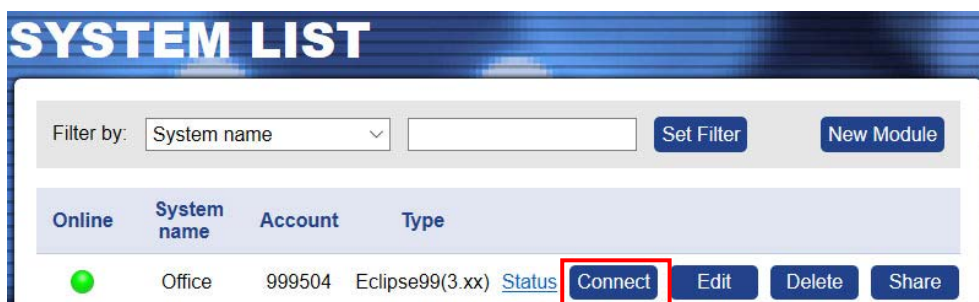 SYSTEM LIST
Filter by: System name Set Filter New Module
Online System name Account Type
Office 999504 Eclipse99(3.xx) Status Connect Edit Delete Share